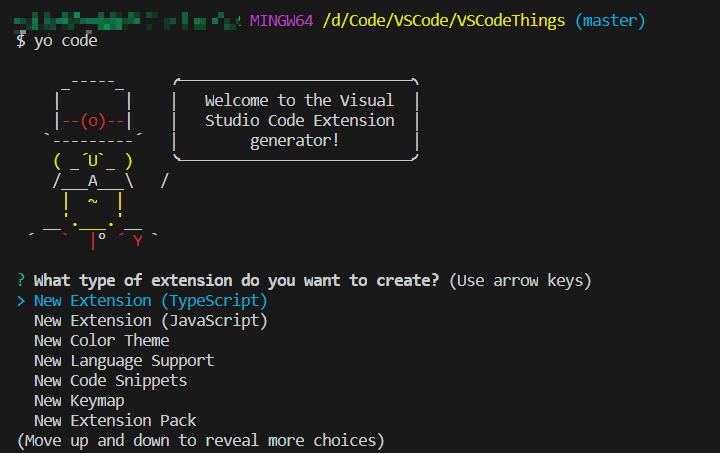 MINGW64 /d/Code/VSCode/VSCodeThings (master)
$ yo code
Welcome to the Visual
Studio Code Extension
generator!
? What type of extension do you want to create? (Use arrow keys)
> New Extension (TypeScript)
New Extension (JavaScript)
New Color Theme
New Language Support
New Code Snippets
New Keymap
New Extension Pack
(Move up and down to reveal more choices)